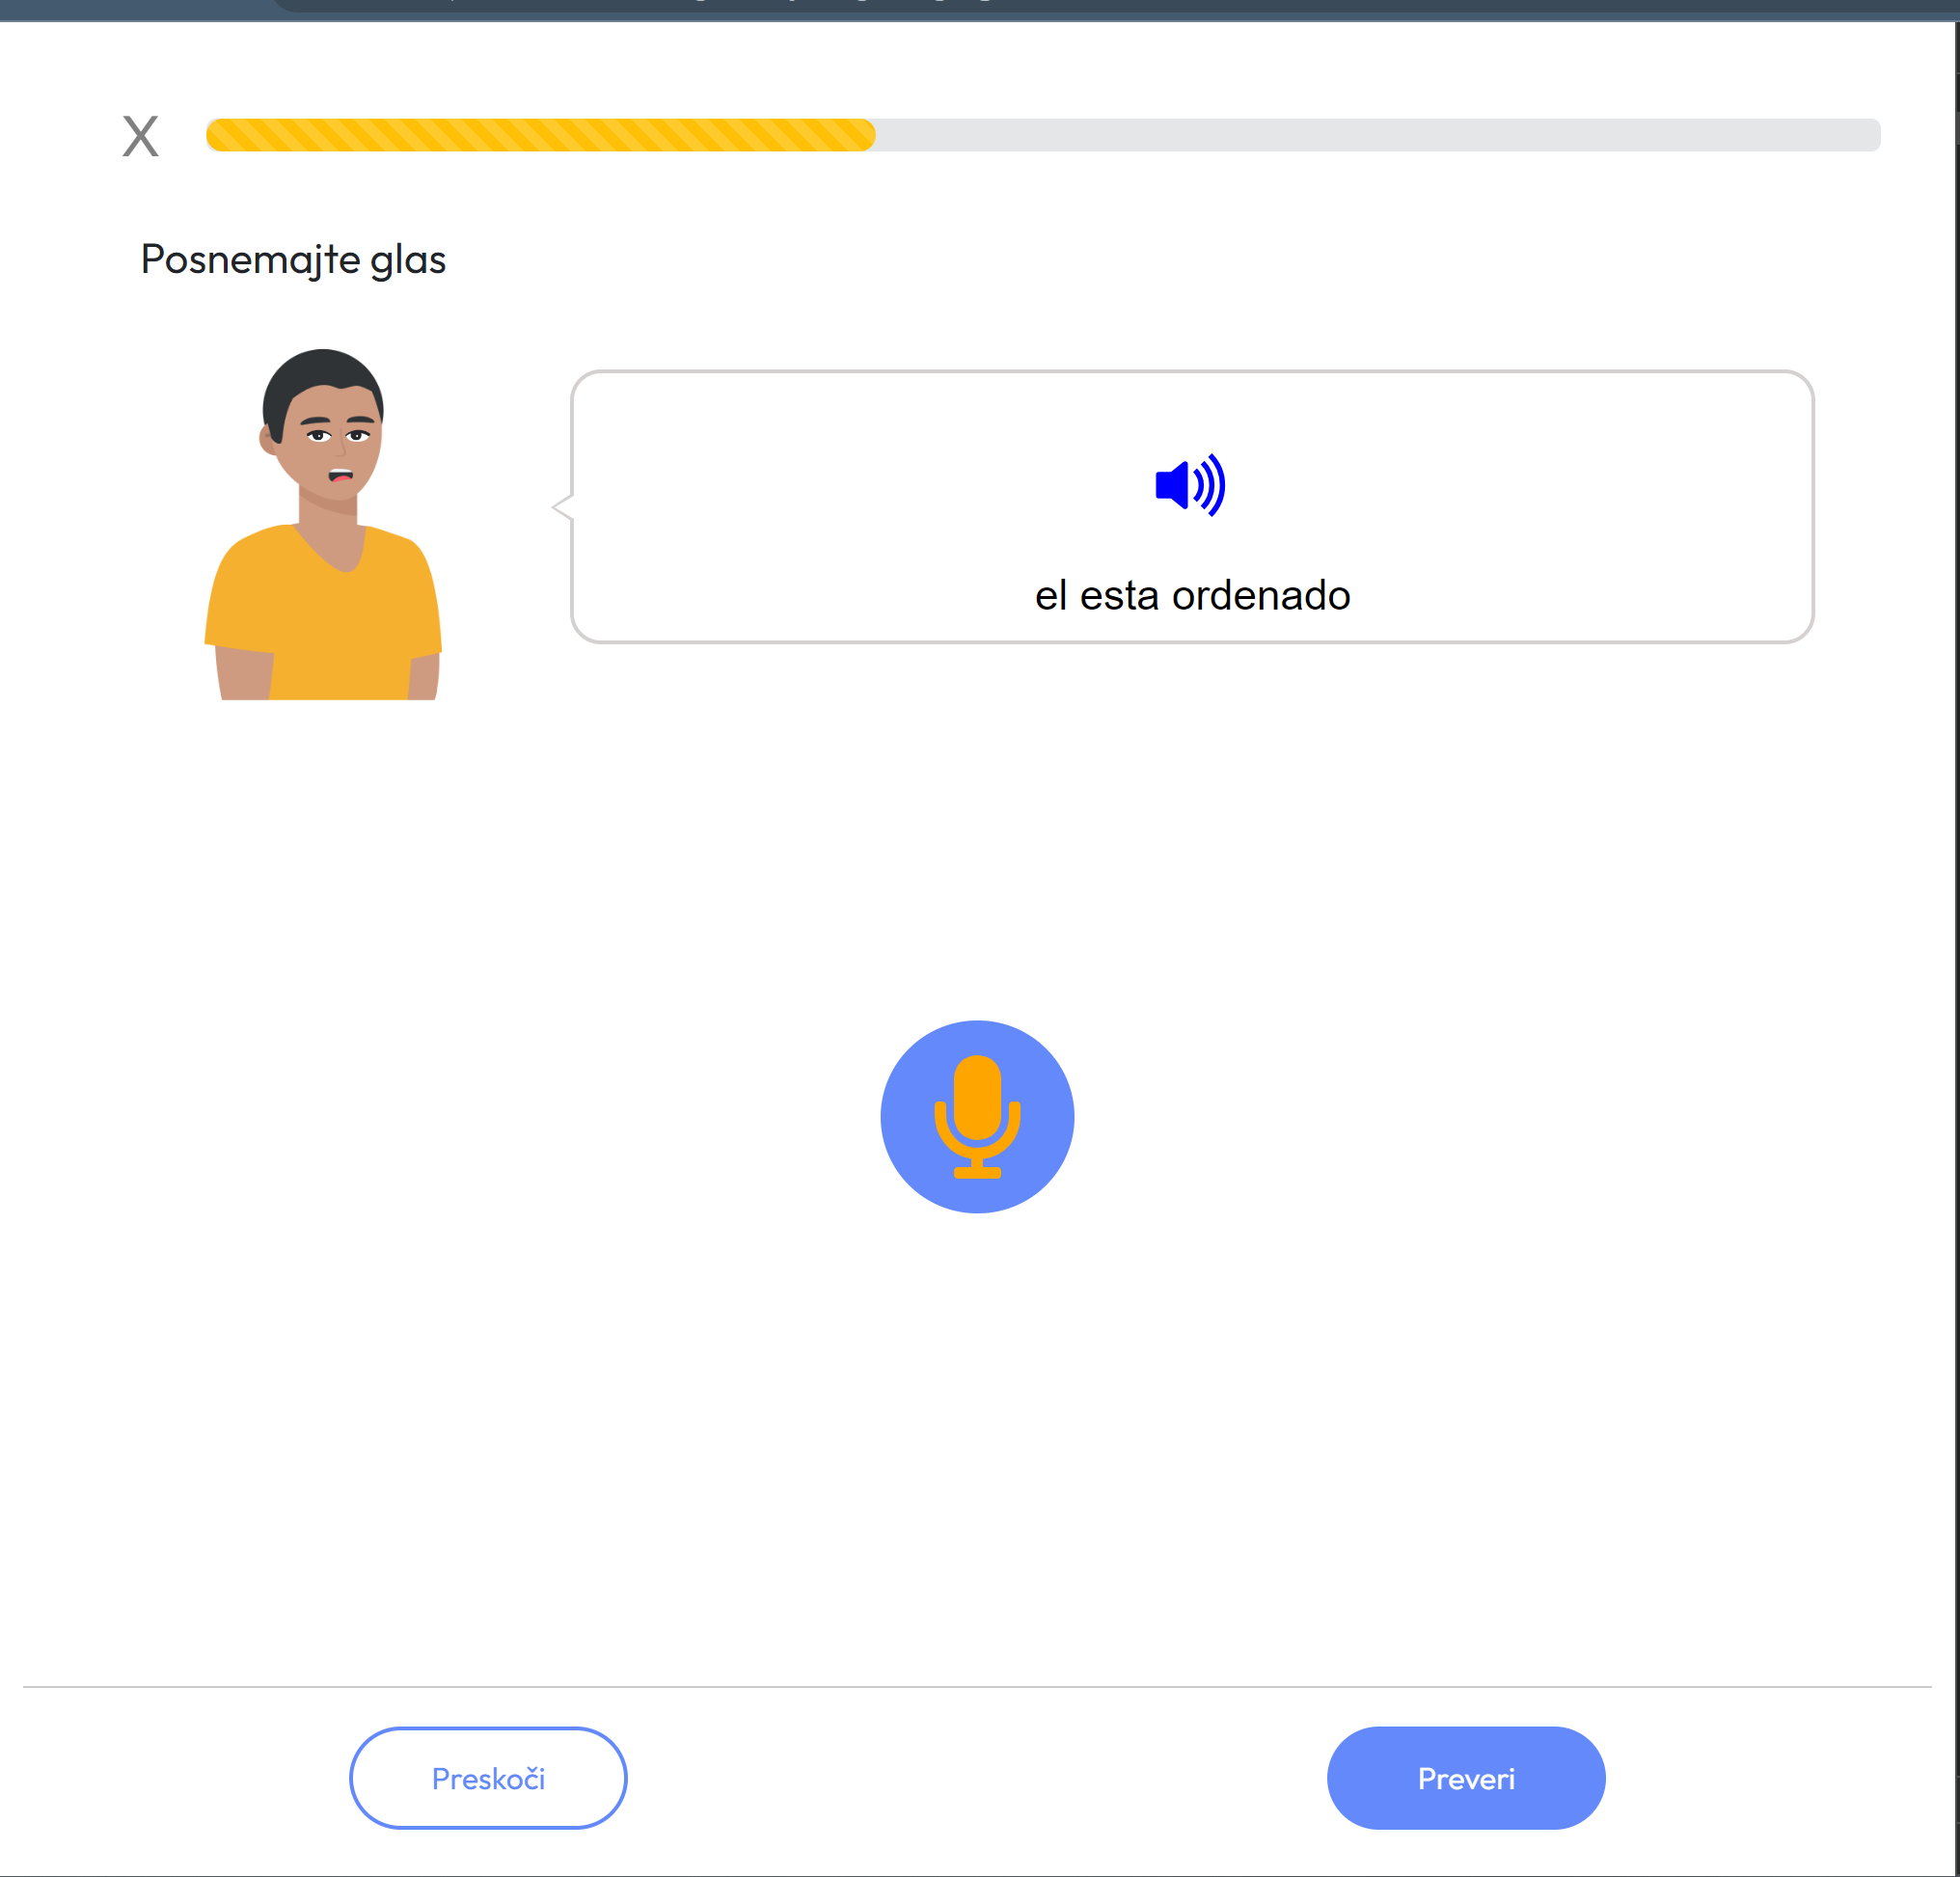 X
Posnemajte glas
el esta ordenado
Preskoči
Preveri